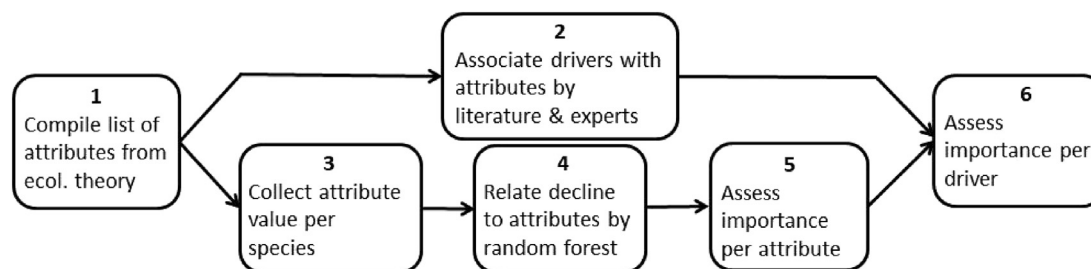 1
Compile list of
attributes from
ecol. theory
2
Associate drivers with
attributes by
literature & experts
3
Collect attribute
value per
species
4
Relate decline
to attributes by
random forest
5
Assess
importance
per attribute
6
Assess
importance per
driver